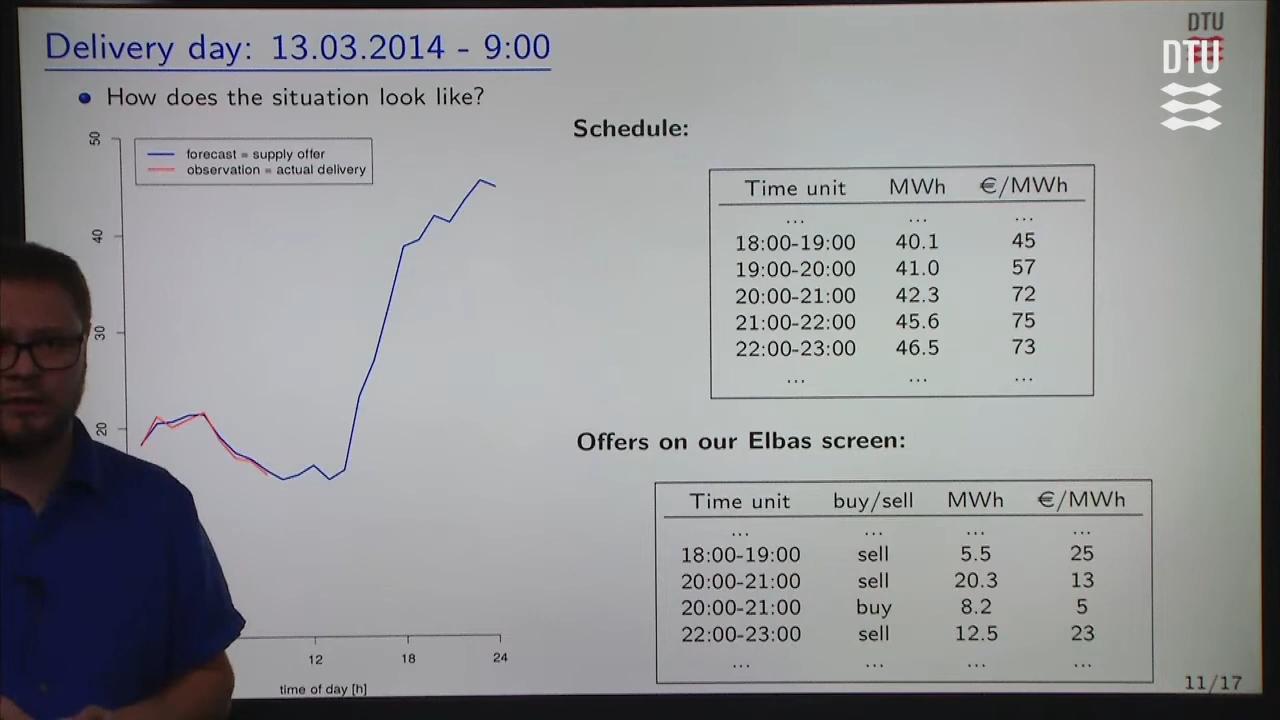 Delivery day: 13.03.2014 - 9:00
DTU
DTU
How does the situation look like?
Schedule:
50
40
30
20
forecast = supply offer
observation = actual delivery
12
18
24
time of day [h]
Time unit MWh €/MWh
... ... ...
18:00-19:00 40.1 45
19:00-20:00 41.0 57
20:00-21:00 42.3 72
21:00-22:00 45.6 75
22:00-23:00 46.5 73
... ... ...
Offers on our Elbas screen:
Time unit buy/sell MWh €/MWh
... ... ... ...
18:00-19:00 sell 5.5 25
20:00-21:00 sell 20.3 13
20:00-21:00 buy 8.2 5
22:00-23:00 sell 12.5 23
... ... ... ...
11/17